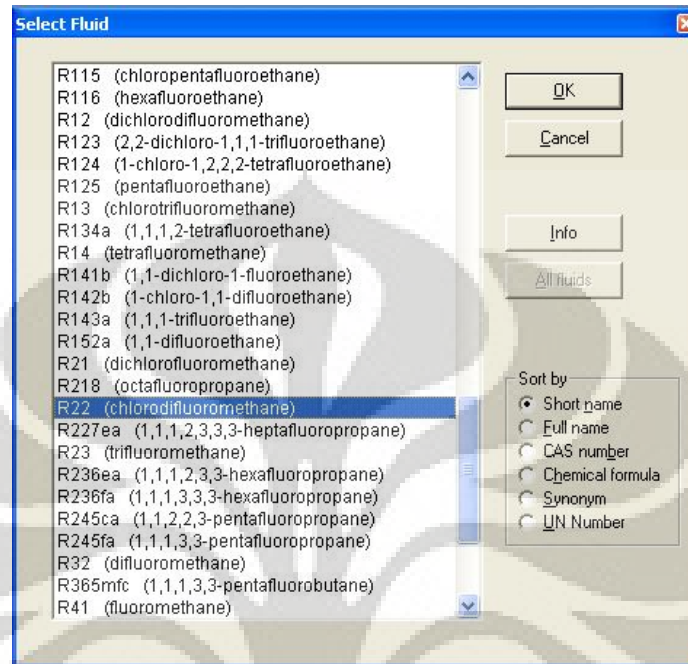 Select Fluid
R115 (chloropentafluoroethane)
R116 (hexafluoroethane)
R12 (dichlorodifluoromethane)
R123 (2,2-dichloro-1,1,1-trifluoroethane)
R124 (1-chloro-1,2,2,2-tetrafluoroethane)
R125 (pentafluoroethane)
R13 (chlorotrifluoromethane)
R134a (1,1,1,2-tetrafluoroethane)
R14 (tetrafluoromethane)
R141b (1,1-dichloro-1-fluoroethane)
R142b (1-chloro-1,1-difluoroethane)
R143a (1,1,1-trifluoroethane)
R152a (1,1-difluoroethane)
R21 (dichlorofluoromethane)
R218 (octafluoropropane)
R22 (chlorodifluoromethane)
R227ea (1,1,1,2,3,3,3-heptafluoropropane)
R23 (trifluoromethane)
R236ea (1,1,1,2,3,3-hexafluoropropane)
R236fa (1,1,1,3,3,3-hexafluoropropane)
R245ca (1,1,2,2,3-pentafluoropropane)
R245fa (1,1,1,3,3-pentafluoropropane)
R32 (difluoromethane)
R365mfc (1,1,1,3,3-pentafluorobutane)
R41 (fluoromethane)
OK
Cancel
Info
All fluids
Sort by
Short name
Full name
CAS number
Chemical formula
Synonym
UN Number